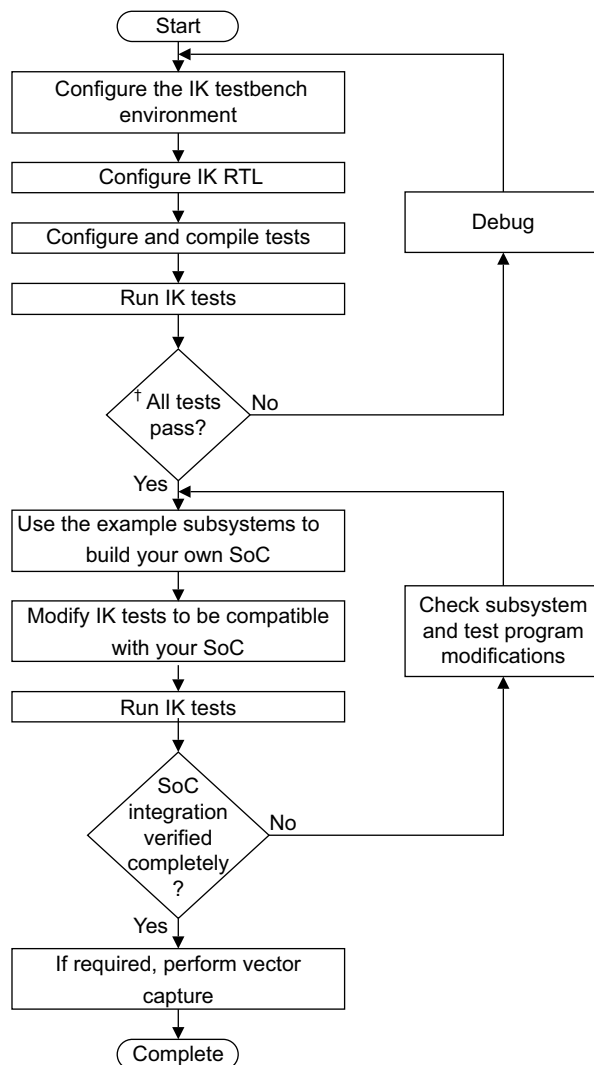 Start
Configure the IK testbench
environment
Configure IK RTL
Configure and compile tests
Run IK tests
† All tests
pass?
No
Debug
Yes
Use the example subsystems to
build your own SoC
Modify IK tests to be compatible
with your SoC
Run IK tests
Check subsystem
and test program
modifications
SoC
integration
verified
completely
?
No
Yes
If required, perform vector
capture
Complete